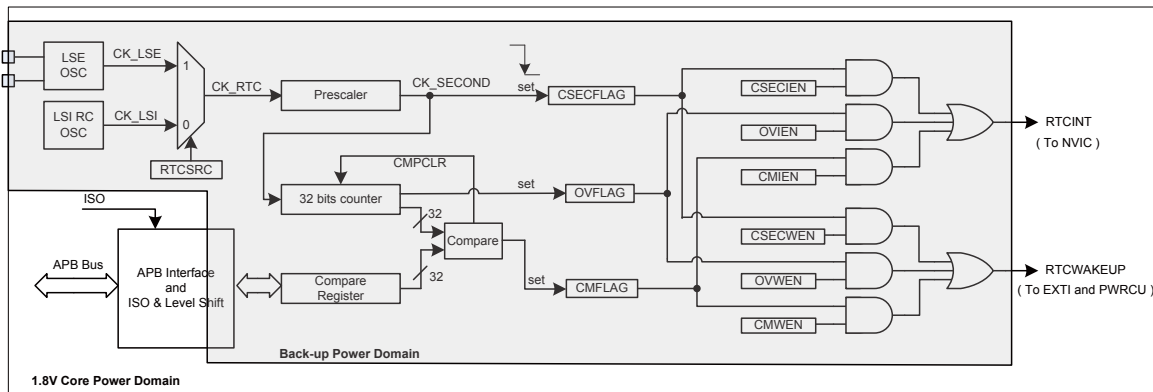 LSE
OSC
CK_LSE
1
CK_RTC
Prescaler
CK_SECOND
set
CSECFLAG
CSECIEN
LSI RC
OSC
CK_LSI
0
RTCSRC
OVIEN
CMIEN
RTCINT
( To NVIC )
CMPCLR
32 bits counter
set
OVFLAG
32
Compare
ISO
APB Bus
APB Interface
and
ISO & Level Shift
Compare
Register
32
set
CMFLAG
CSECWEN
OVWEN
CMWEN
RTCWAKEUP
( To EXTI and PWRCU )
Back-up Power Domain
1.8V Core Power Domain